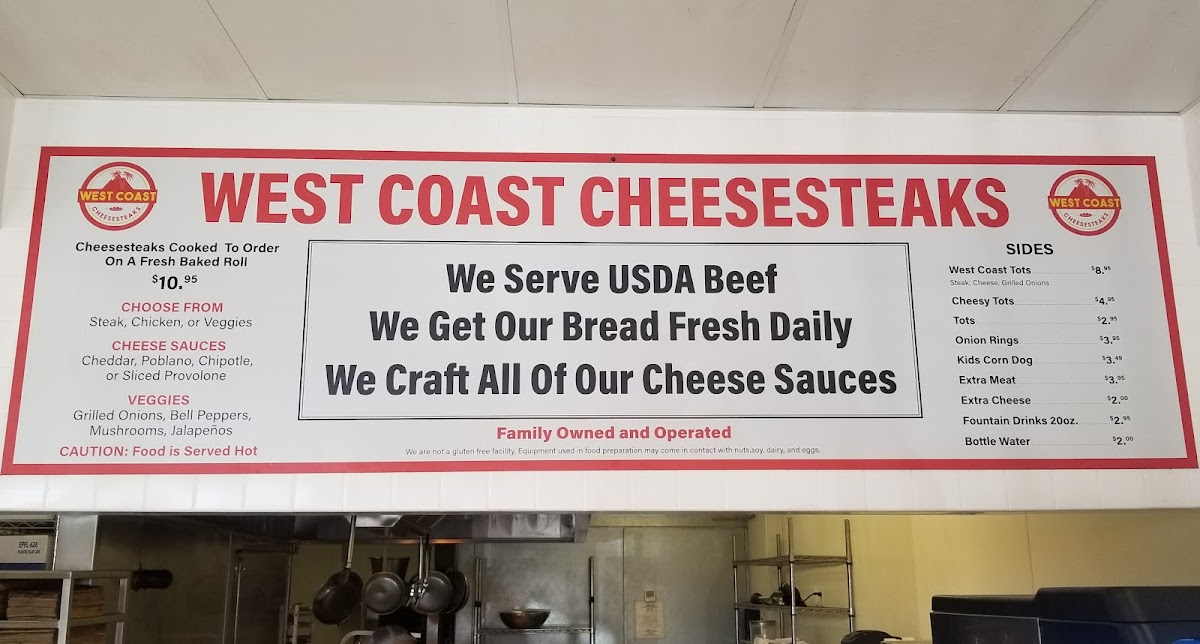 WEST COAST
CHEESESTEAKS
WEST COAST CHEESESTEAKS
WEST COAST
CHEESESTEAKS
Cheesesteaks Cooked To Order
On A Fresh Baked Roll
$10.95
CHOOSE FROM
Steak, Chicken, or Veggies
CHEESE SAUCES
Cheddar, Poblano, Chipotle,
or Sliced Provolone
VEGGIES
Grilled Onions, Bell Peppers,
Mushrooms, Jalapeños
CAUTION: Food is Served Hot
We Serve USDA Beef
We Get Our Bread Fresh Daily
We Craft All Of Our Cheese Sauces
Family Owned and Operated
We are not a gluten free facility. Equipment used in food preparation may come in contact with nuts,soy, dairy, and eggs.
SIDES
West Coast Tots $8.95
Steak, Cheese, Grilled Onions
Cheesy Tots $4.95
Tots $2.95
Onion Rings $3.95
Kids Corn Dog $3.49
Extra Meat $3.95
Extra Cheese $2.00
Fountain Drinks 20oz. $2.95
Bottle Water $2.00